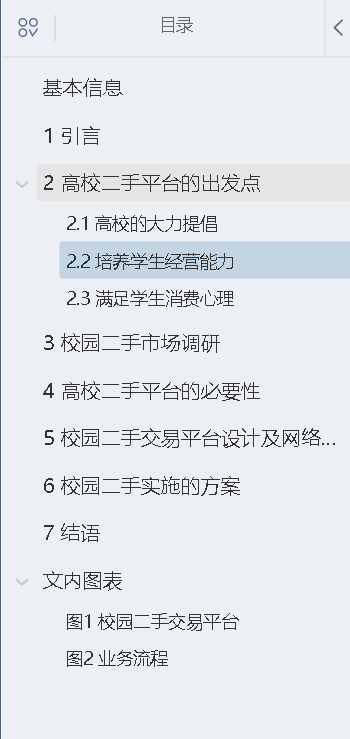 目录
基本信息
1 引言
2 高校二手平台的出发点
2.1 高校的大力提倡
2.2 培养学生经营能力
2.3 满足学生消费心理
3 校园二手市场调研
4 高校二手平台的必要性
5 校园二手交易平台设计及网络...
6 校园二手实施的方案
7 结语
文内图表
图1 校园二手交易平台
图2 业务流程